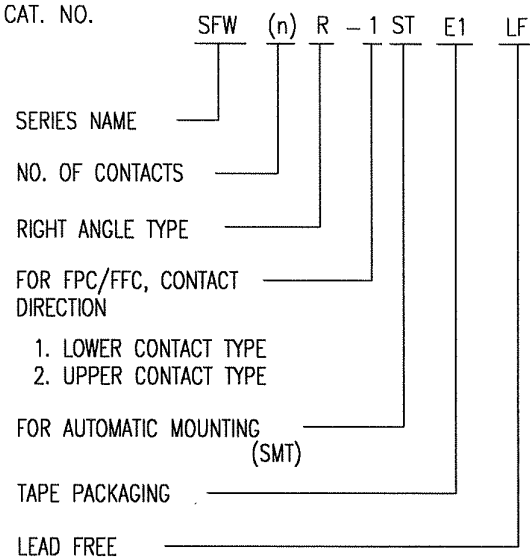 CAT. NO.
SFW (n) R - 1 ST E1 LF
SERIES NAME
NO. OF CONTACTS
RIGHT ANGLE TYPE
FOR FPC/FFC, CONTACT
DIRECTION
1. LOWER CONTACT TYPE
2. UPPER CONTACT TYPE
FOR AUTOMATIC MOUNTING
(SMT)
TAPE PACKAGING
LEAD FREE